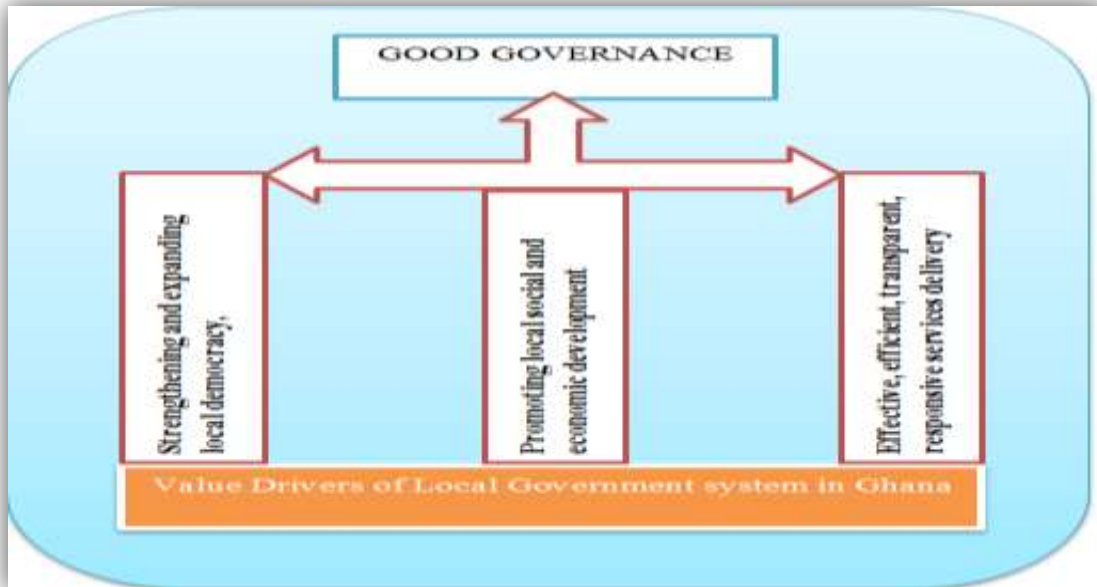 GOOD GOVERNANCE
Strengthening and expanding
local democracy,
Promoting local social and
economic development
Effective, efficient, transparent,
responsive services delivery
Value Drivers of Local Government system in Ghana